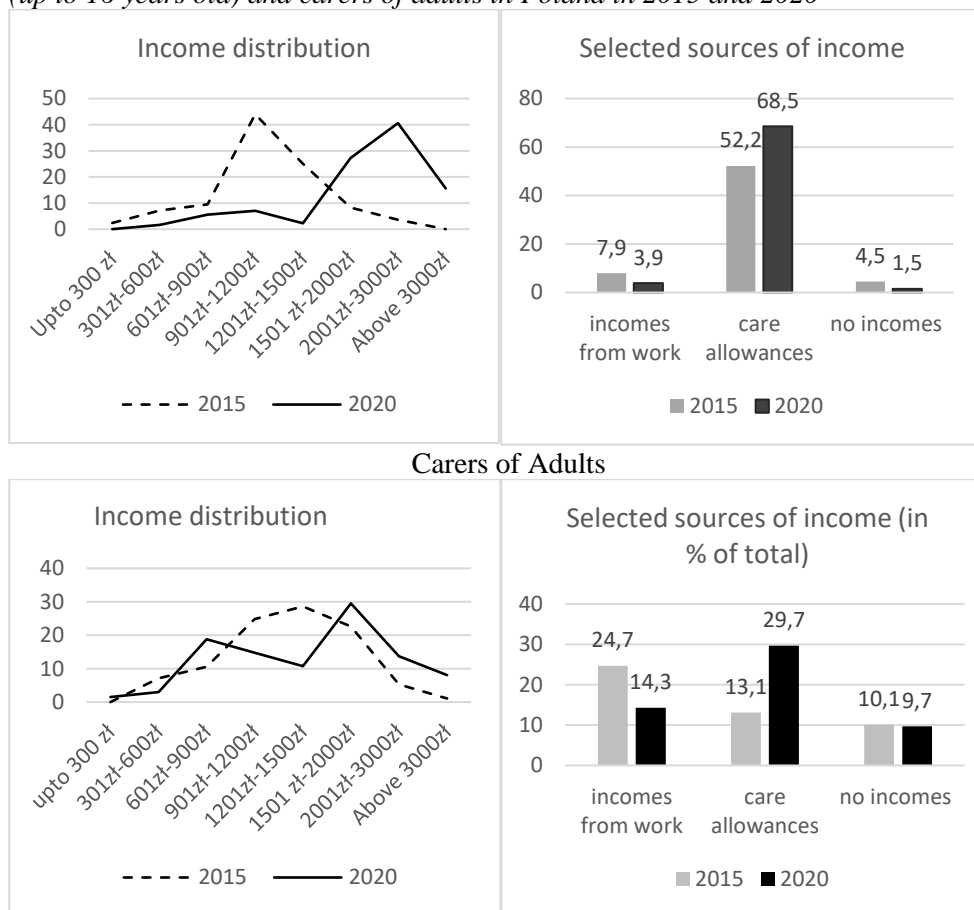 (up to 18 years old) and carers of adults in Poland in 2015 and 2020
Income distribution
50
40
30
20
10
0
Upto 300 zł
301zł-600zł
601zł-900zł
901zł-1200zł
1201zł-1500zł
1501 zł-2000zł
2001zł-3000zł
Above 3000zł
2015 2020
Selected sources of income
80
60
40
20
0
7,9 3,9
52,2 68,5
4,5 1,5
incomes from work
care allowances
no incomes
2015 2020
Carers of Adults
Income distribution
40
30
20
10
0
upto 300 zł
301zł-600zł
601zł-900zł
901zł-1200zł
1201zł-1500zł
1501 zł-2000zł
2001zł-3000zł
Above 3000zł
2015 2020
Selected sources of income (in
% of total)
40
30
20
10
0
24,7 14,3
13,1 29,7
10,1 9,7
incomes from work
care allowances
no incomes
2015 2020